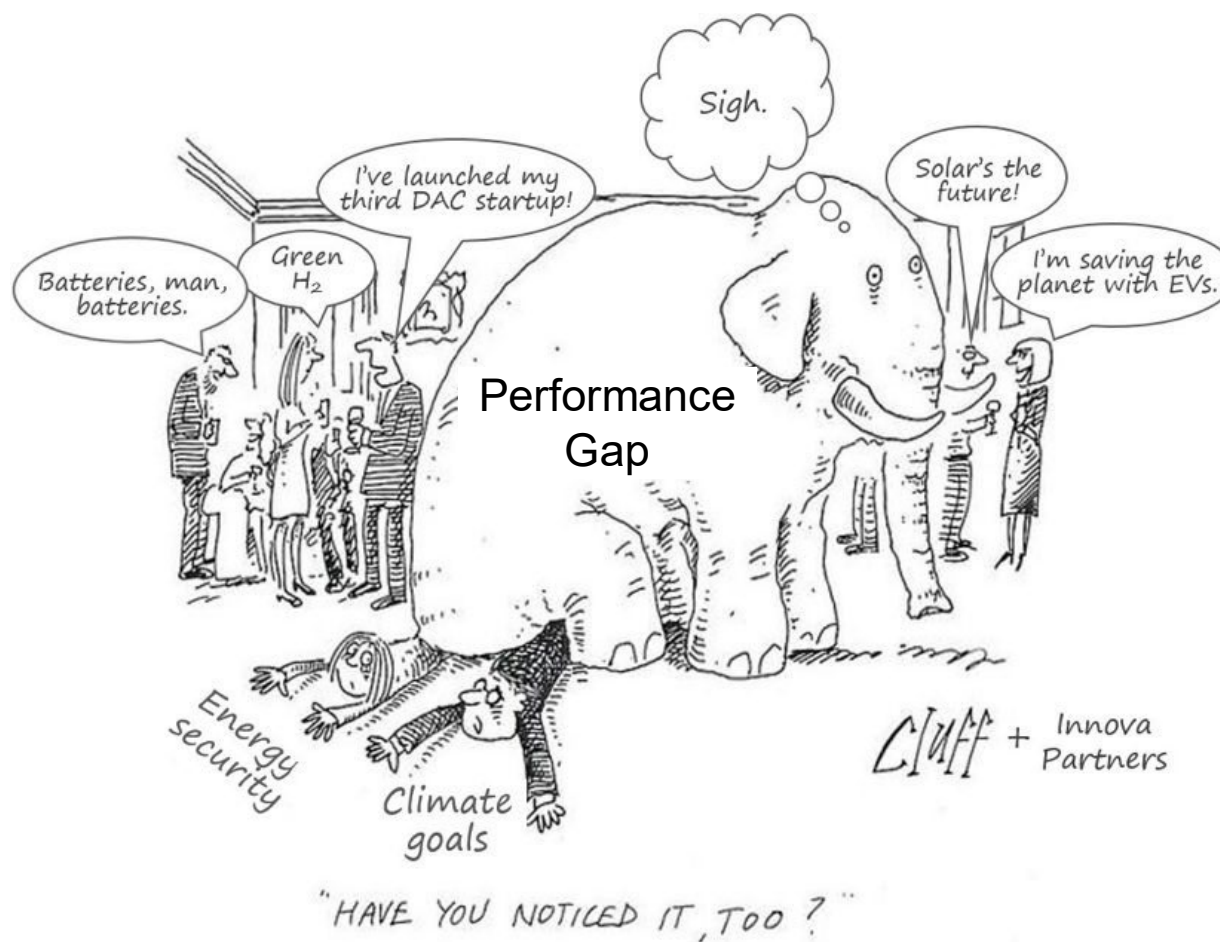 Sigh.
I've launched my
third DAC startup!
Solar's the
future!
Green
H₂
Batteries, man,
batteries.
I'm saving the
planet with EVs.
Performance
Gap
Energy
security
Climate
goals
Cluff + Innova
Partners
"HAVE YOU NOTICED IT, TOO?"